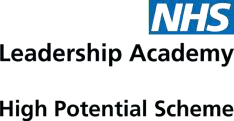 NHS
Leadership Academy
High Potential Scheme